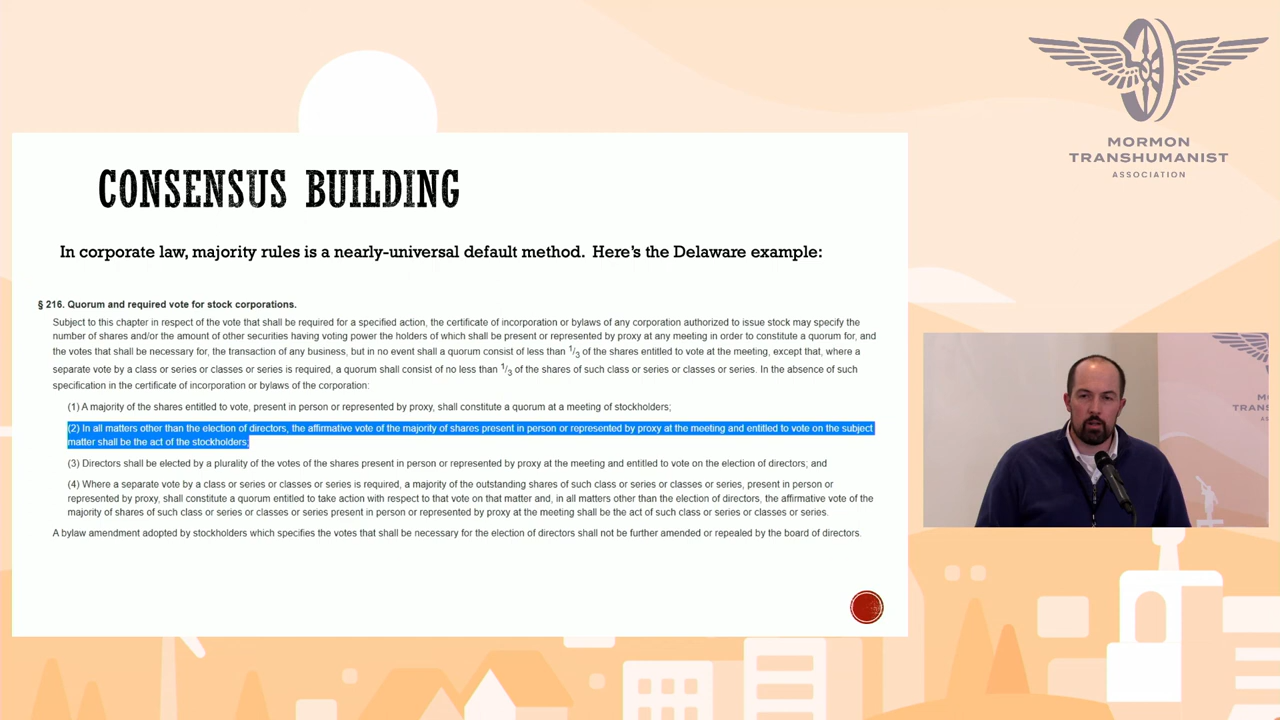 MORMON
TRANSHUMANIST
ASSOCIATION
CONSENSUS BUILDING
In corporate law, majority rules is a nearly-universal default method. Here's the Delaware example:
§ 216. Quorum and required vote for stock corporations.
Subject to this chapter in respect of the vote that shall be required for a specified action, the certificate of incorporation or bylaws of any corporation authorized to issue stock may specify the
number of shares and/or the amount of other securities having voting power the holders of which shall be present or represented by proxy at any meeting in order to constitute a quorum for, and
the votes that shall be necessary for, the transaction of any business, but in no event shall a quorum consist of less than 1/3 of the shares entitled to vote at the meeting, except that, where a
separate vote by a class or series or classes or series is required, a quorum shall consist of no less than 1/3 of the shares of such class or series or classes or series. In the absence of such
specification in the certificate of incorporation or bylaws of the corporation:
(1) A majority of the shares entitled to vote, present in person or represented by proxy, shall constitute a quorum at a meeting of stockholders;
(2) In all matters other than the election of directors, the affirmative vote of the majority of shares present in person or represented by proxy at the meeting and entitled to vote on the subject
matter shall be the act of the stockholders;
(3) Directors shall be elected by a plurality of the votes of the shares present in person or represented by proxy at the meeting and entitled to vote on the election of directors; and
(4) Where a separate vote by a class or series or classes or series is required, a majority of the outstanding shares of such class or series or classes or series, present in person or
represented by proxy, shall constitute a quorum entitled to take action with respect to that vote on that matter and, in all matters other than the election of directors, the affirmative vote of the
majority of shares of such class or series or classes or series present in person or represented by proxy at the meeting shall be the act of such class or series or classes or series.
A bylaw amendment adopted by stockholders which specifies the votes that shall be necessary for the election of directors shall not be further amended or repealed by the board of directors.